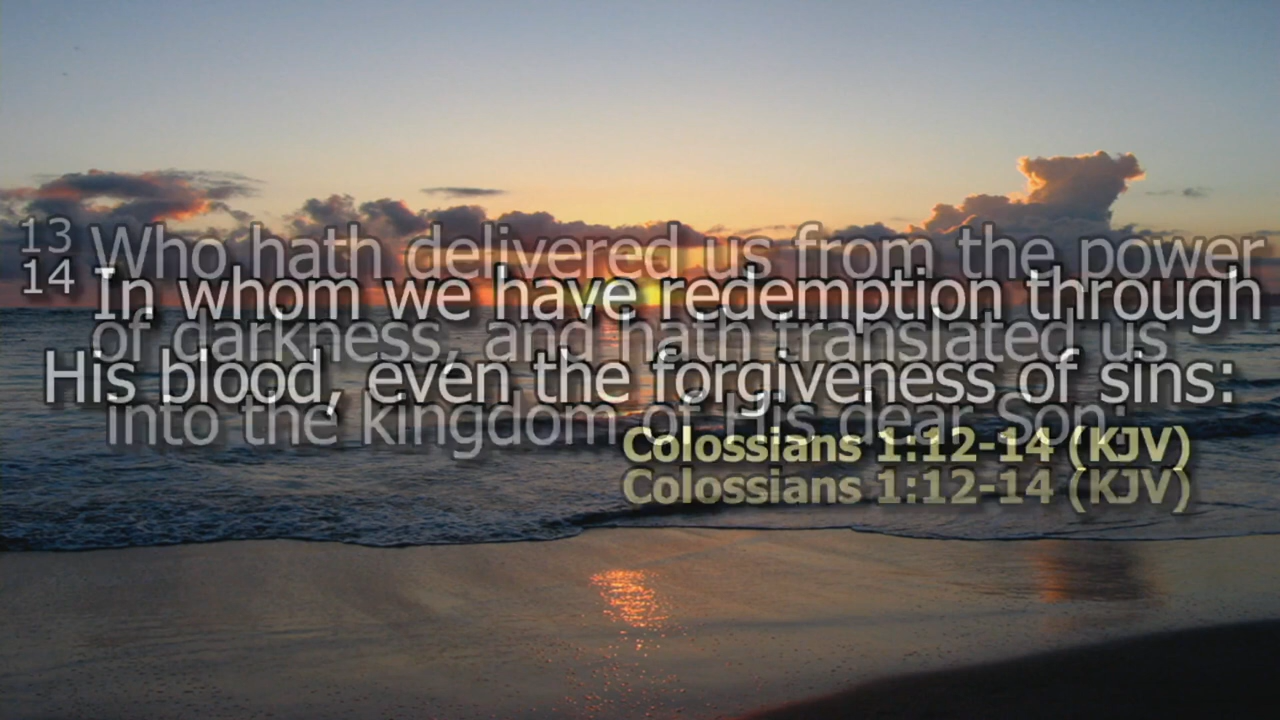 13 Who hath delivered us from the power
of darkness, and hath translated us
into the kingdom of His dear Son:
Colossians 1:12-14 (KJV)
14 In whom we have redemption through
His blood, even the forgiveness of sins:
Colossians 1:12-14 (KJV)